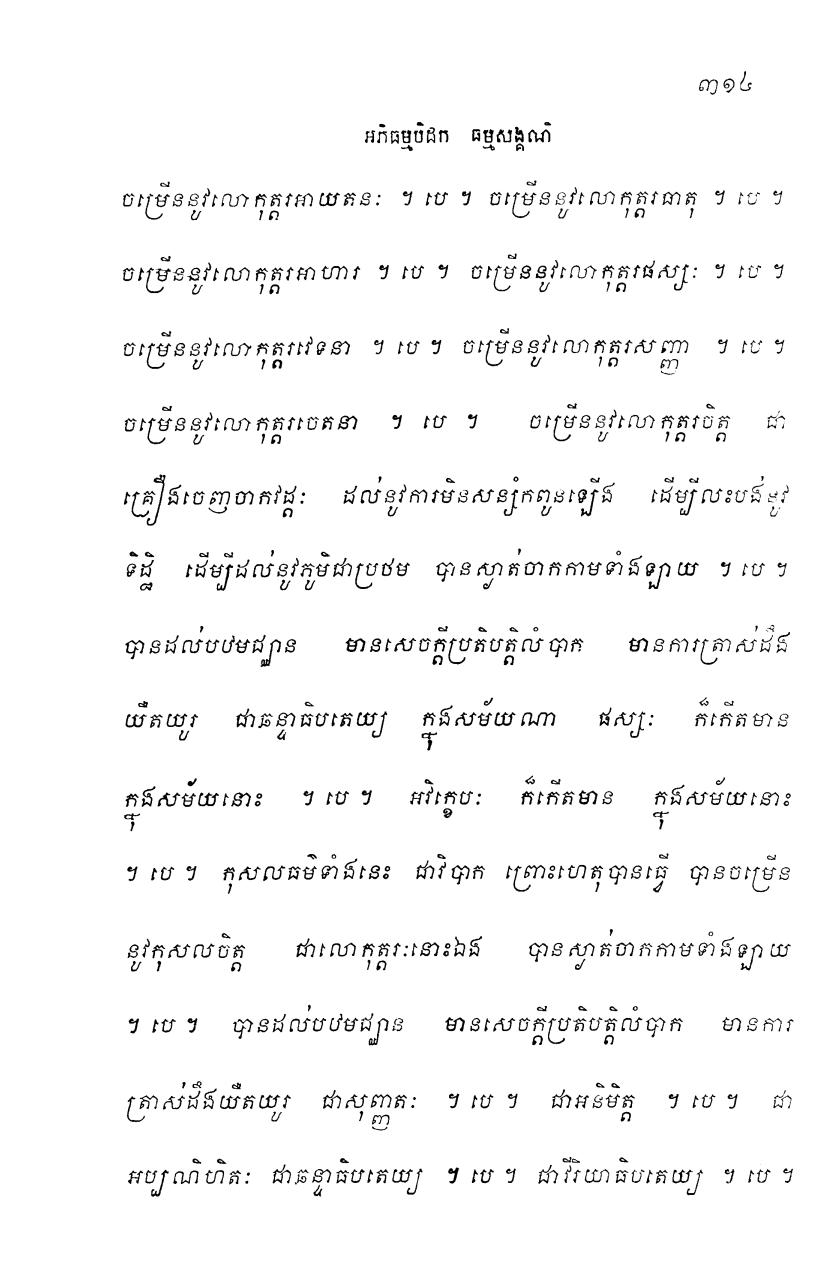 ៣១៤
អភិធម្មបិដក ធម្មសង្គណិ
ចម្រើននូវលោកុត្តរអាយតនៈ ។ បេ ។ ចម្រើននូវលោកុត្តរធាតុ ។ បេ ។
ចម្រើននូវលោកុត្តរអាហារ ។ បេ ។ ចម្រើននូវលោកុត្តរផស្សៈ ។ បេ ។
ចម្រើននូវលោកុត្តរវេទនា ។ បេ ។ ចម្រើននូវលោកុត្តរសញ្ញា ។ បេ ។
ចម្រើននូវលោកុត្តរចេតនា ។ បេ ។ ចម្រើននូវលោកុត្តរចិត្ត ជា
គ្រឿងចេញចាកវដ្តៈ ដល់នូវការមិនសន្សំកពូនឡើង ដើម្បីលះបង់នូវ
ទិដ្ឋិ ដើម្បីដល់នូវភូមិជាប្រថម បានស្ងាត់ចាកកាមទាំងឡាយ ។ បេ ។
បានដល់បឋមជ្ឈាន មានសេចក្តីប្រតិបត្តិលំបាក មានការត្រាស់ដឹង
យឺតយូរ ជាឆន្ទាធិបតេយ្យ ក្នុងសម័យណា ផស្សៈ ក៏កើតមាន
ក្នុងសម័យនោះ ។ បេ ។ អវិក្ខេបៈ ក៏កើតមាន ក្នុងសម័យនោះ
។ បេ ។ កុសលធម៌ទាំងនេះ ជាវិបាក ព្រោះហេតុបានធ្វើ បានចម្រើន
នូវកុសលចិត្ត ជាលោកុត្តរៈនោះឯង បានស្ងាត់ចាកកាមទាំងឡាយ
។ បេ ។ បានដល់បឋមជ្ឈាន មានសេចក្តីប្រតិបត្តិលំបាក មានការ
ត្រាស់ដឹងយឺតយូរ ជាសុញ្ញតៈ ។ បេ ។ ជាអនិមិត្ត ។ បេ ។ ជា
អប្បណិហិតៈ ជាឆន្ទាធិបតេយ្យ ។ បេ ។ ជាវីរិយាធិបតេយ្យ ។ បេ ។